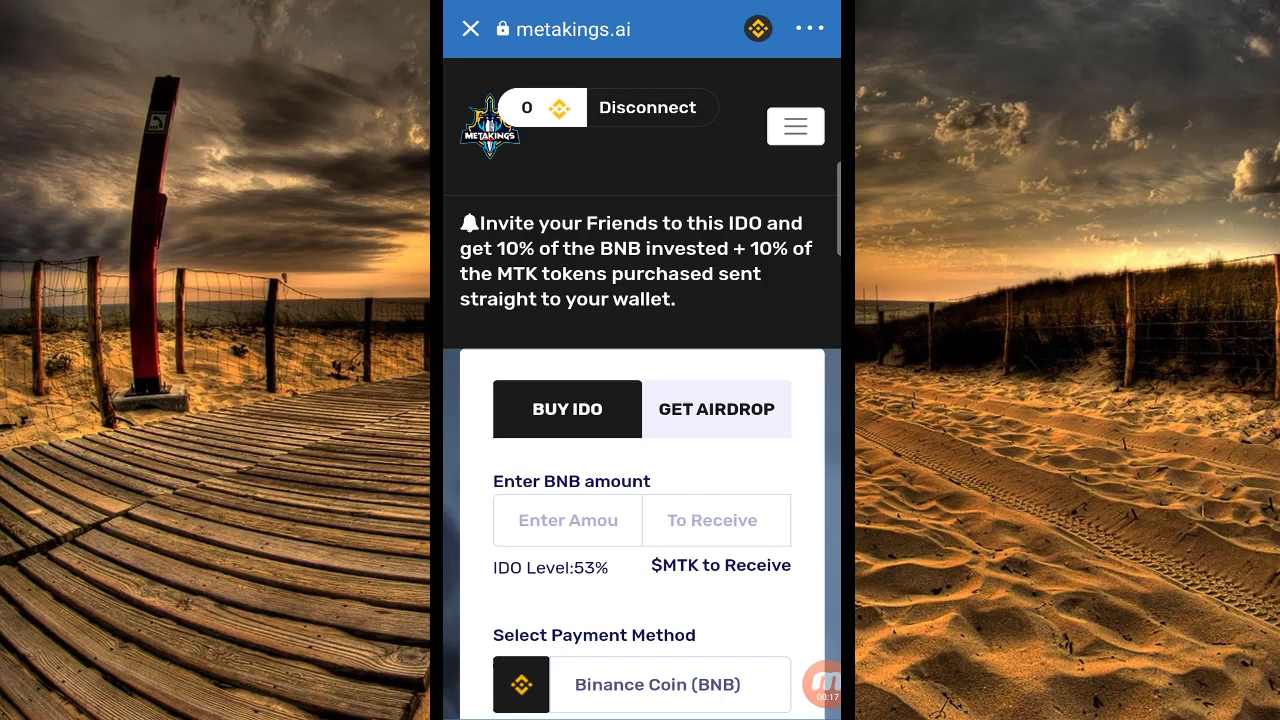 metakings.ai
0
Disconnect
METAKINGS
Invite your Friends to this IDO and
get 10% of the BNB invested + 10% of
the MTK tokens purchased sent
straight to your wallet.
BUY IDO
GET AIRDROP
Enter BNB amount
Enter Amou
To Receive
IDO Level:53%
$MTK to Receive
Select Payment Method
Binance Coin (BNB)
00:17